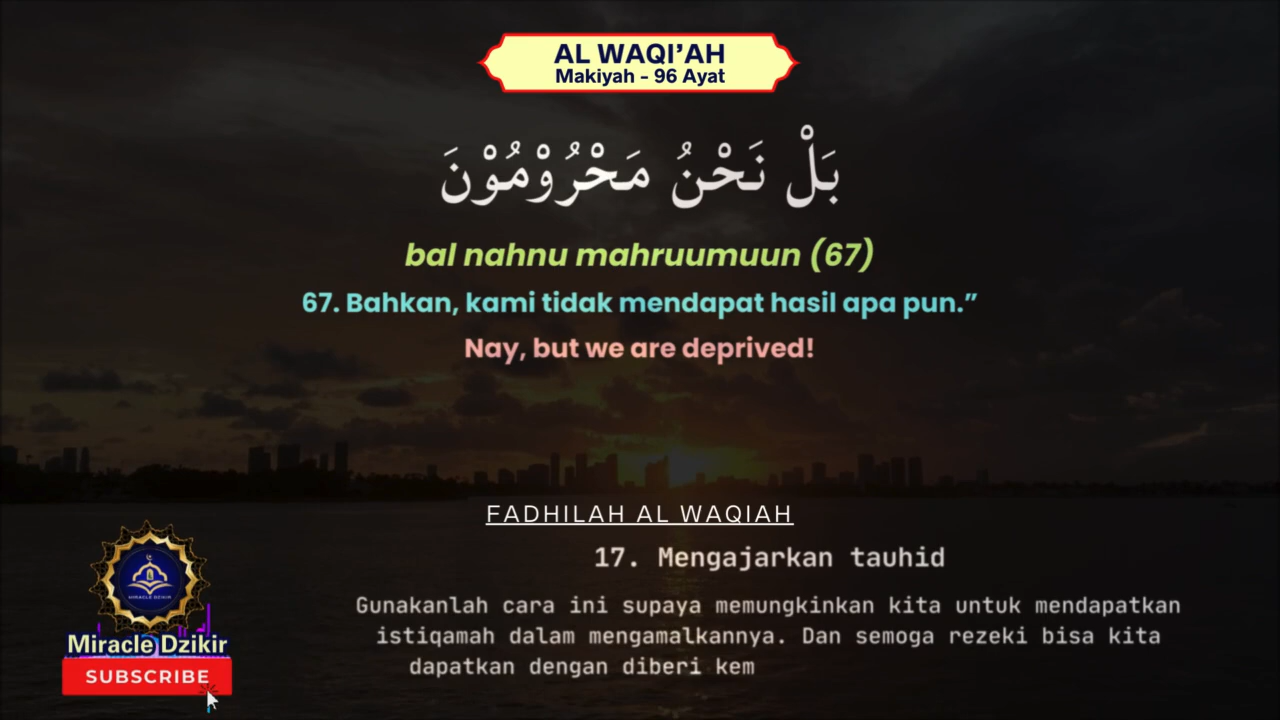 AL WAQI’AH
Makiyah - 96 Ayat
بَلْ نَحْنُ مَحْرُوْمُوْنَ
bal nahnu mahruumuun (67)
67. Bahkan, kami tidak mendapat hasil apa pun.”
Nay, but we are deprived!
FADHILAH AL WAQIAH
17. Mengajarkan tauhid
Gunakanlah cara ini supaya memungkinkan kita untuk mendapatkan
istiqamah dalam mengamalkannya. Dan semoga rezeki bisa kita
dapatkan dengan diberi kem
MIRACLE DZIKIR
Miracle Dzikir
SUBSCRIBE